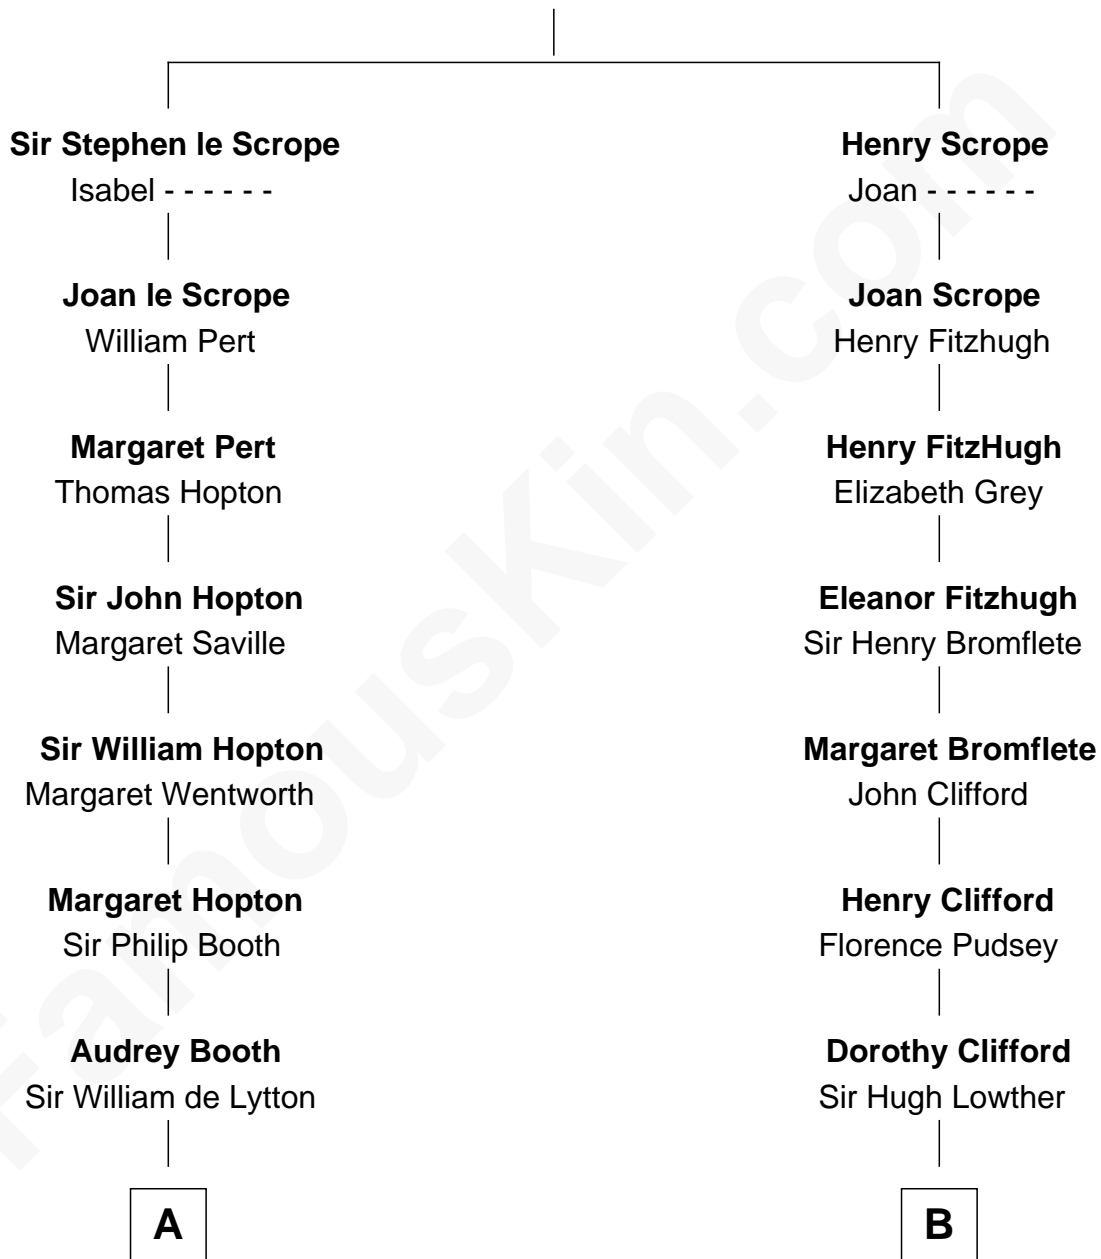 Sir Stephen le Scrope
Isabel - - - - - -
Joan le Scrope
William Pert
Margaret Pert
Thomas Hopton
Sir John Hopton
Margaret Saville
Sir William Hopton
Margaret Wentworth
Margaret Hopton
Sir Philip Booth
Audrey Booth
Sir William de Lytton
A
Henry Scrope
Joan - - - - - -
Joan Scrope
Henry Fitzhugh
Henry FitzHugh
Elizabeth Grey
Eleanor Fitzhugh
Sir Henry Bromflete
Margaret Bromflete
John Clifford
Henry Clifford
Florence Pudsey
Dorothy Clifford
Sir Hugh Lowther
B
FamousKin.com